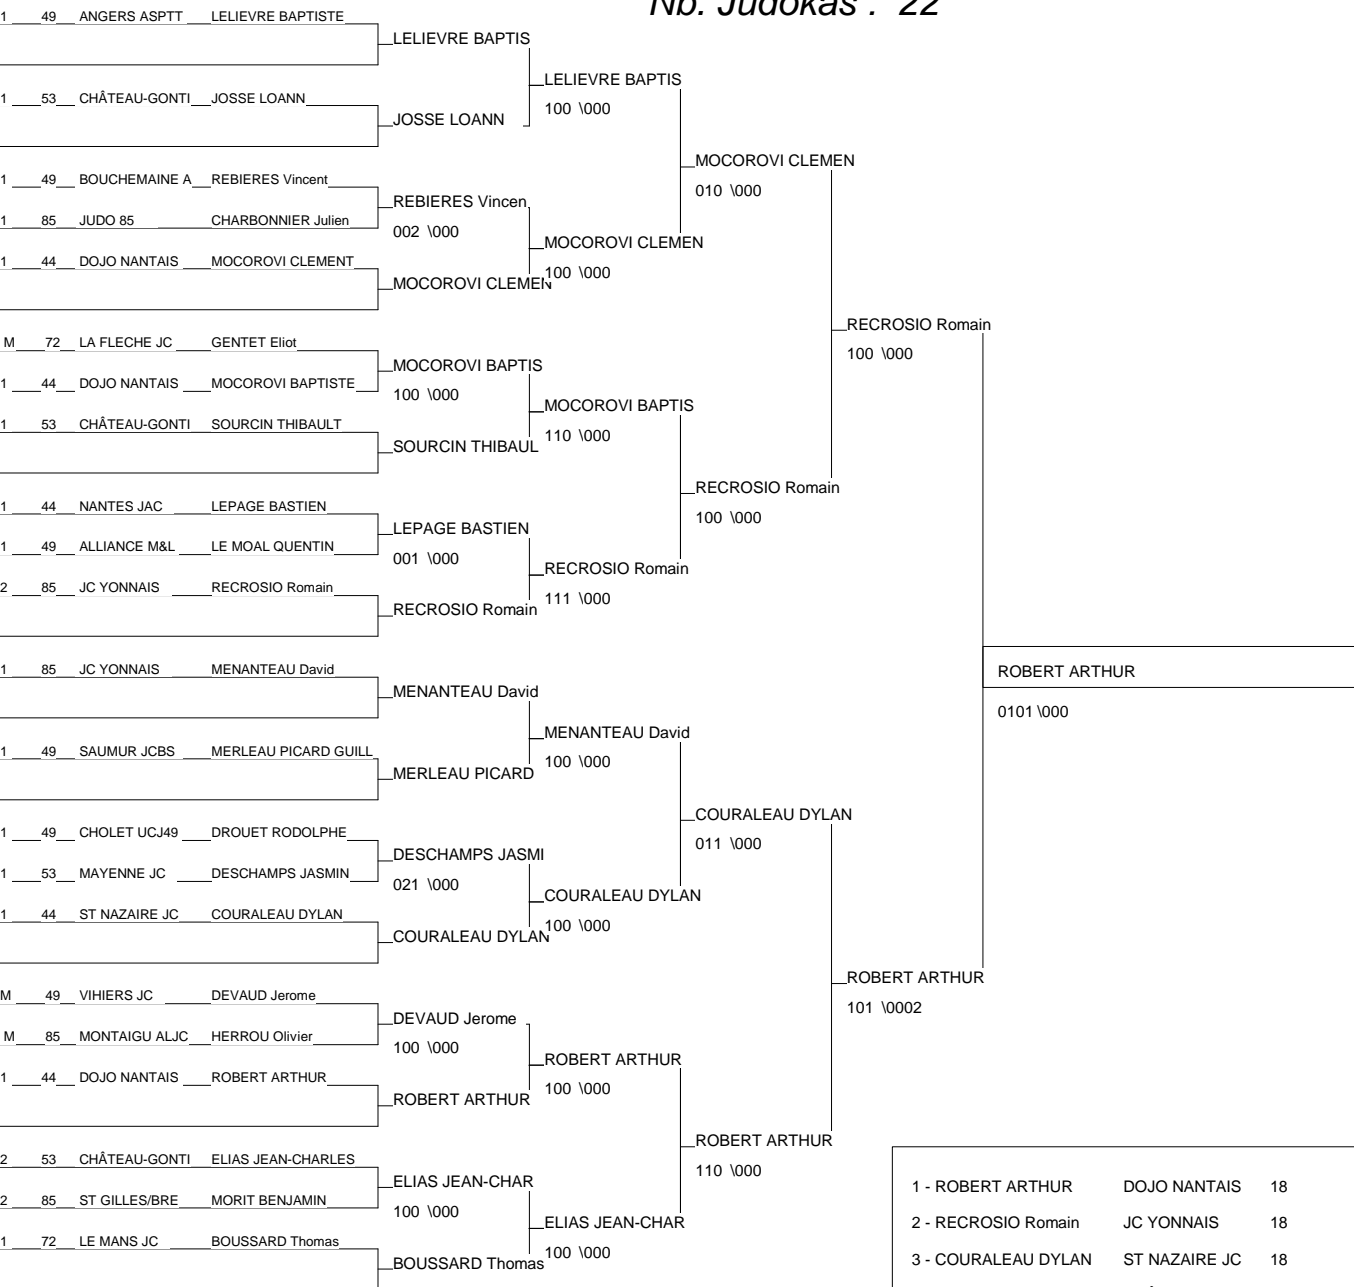 Nb. Judokas : 22
1 49 ANGERS ASPTT LELIEVRE BAPTISTE
LELIEVRE BAPTIS
LELIEVRE BAPTIS
100 \000
1 53 CHÂTEAU-GONTI JOSSE LOANN
JOSSE LOANN
MOCOROVI CLEMEN
010 \000
1 49 BOUCHEMAINE A REBIERES Vincent
REBIERES Vincen
002 \000
1 85 JUDO 85 CHARBONNIER Julien
MOCOROVI CLEMEN
100 \000
1 44 DOJO NANTAIS MOCOROVI CLEMENT
MOCOROVI CLEMEN
RECROSIO Romain
100 \000
M 72 LA FLECHE JC GENTET Eliot
MOCOROVI BAPTIS
100 \000
1 44 DOJO NANTAIS MOCOROVI BAPTISTE
MOCOROVI BAPTIS
110 \000
1 53 CHÂTEAU-GONTI SOURCIN THIBAULT
SOURCIN THIBAUL
RECROSIO Romain
100 \000
1 44 NANTES JAC LEPAGE BASTIEN
LEPAGE BASTIEN
001 \000
1 49 ALLIANCE M&L LE MOAL QUENTIN
RECROSIO Romain
111 \000
2 85 JC YONNAIS RECROSIO Romain
RECROSIO Romain
ROBERT ARTHUR
0101 \000
1 85 JC YONNAIS MENANTEAU David
MENANTEAU David
MENANTEAU David
100 \000
1 49 SAUMUR JCBS MERLEAU PICARD GUILL
MERLEAU PICARD
COURALEAU DYLAN
011 \000
1 49 CHOLET UCJ49 DROUET RODOLPHE
DESCHAMPS JASMI
021 \000
1 53 MAYENNE JC DESCHAMPS JASMIN
COURALEAU DYLAN
100 \000
1 44 ST NAZAIRE JC COURALEAU DYLAN
COURALEAU DYLAN
ROBERT ARTHUR
101 \0002
M 49 VIHIERS JC DEVAUD Jerome
DEVAUD Jerome
100 \000
M 85 MONTAIGU ALJC HERROU Olivier
ROBERT ARTHUR
100 \000
1 44 DOJO NANTAIS ROBERT ARTHUR
ROBERT ARTHUR
ROBERT ARTHUR
110 \000
2 53 CHÂTEAU-GONTI ELIAS JEAN-CHARLES
ELIAS JEAN-CHAR
100 \000
2 85 ST GILLES/BRE MORIT BENJAMIN
ELIAS JEAN-CHAR
100 \000
1 72 LE MANS JC BOUSSARD Thomas
BOUSSARD Thomas
1 - ROBERT ARTHUR DOJO NANTAIS 18
2 - RECROSIO Romain JC YONNAIS 18
3 - COURALEAU DYLAN ST NAZAIRE JC 18